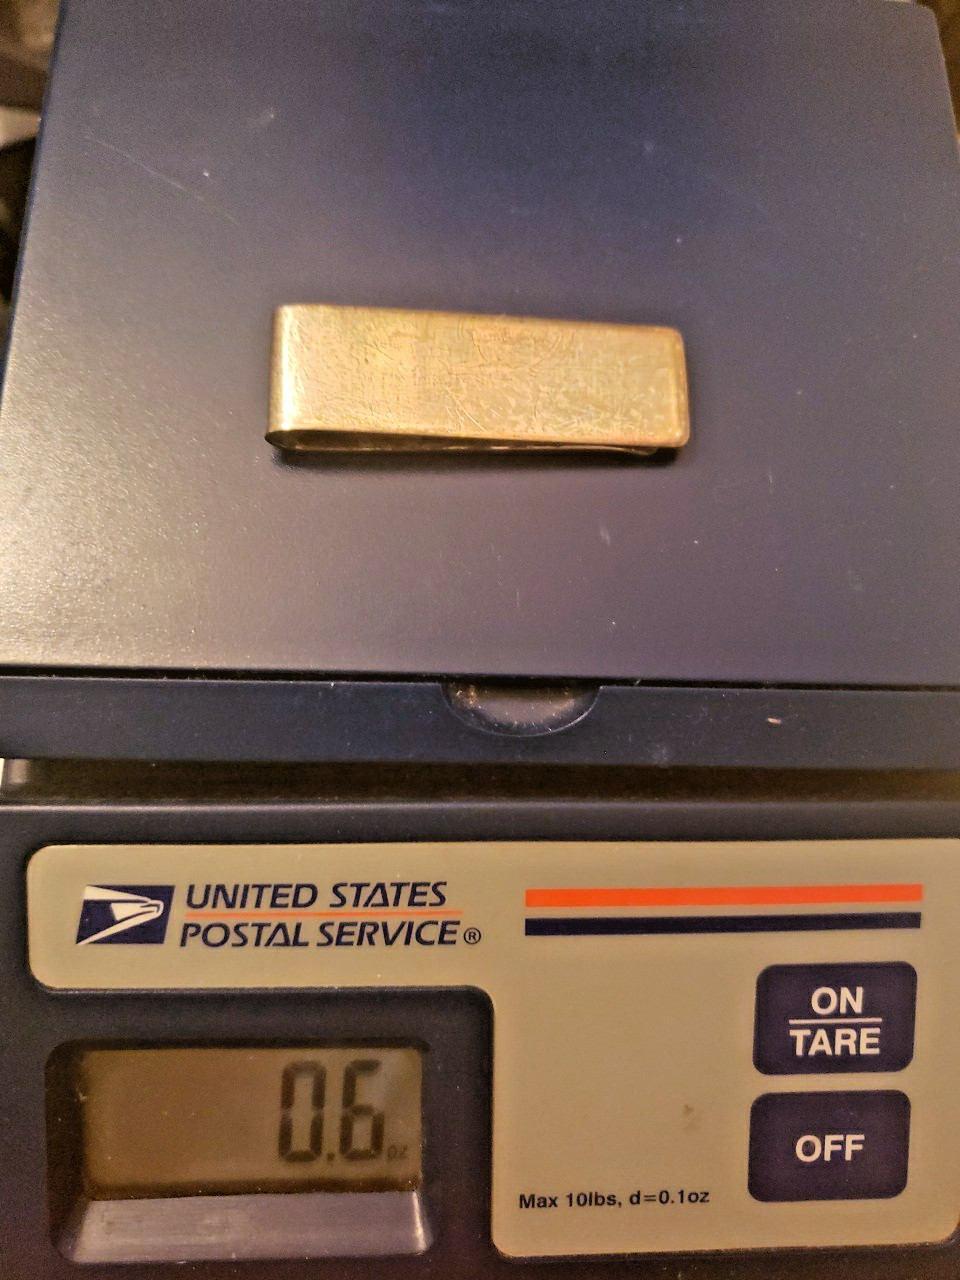 UNITED STATES
POSTAL SERVICE®
ON
TARE
0.6 oz
OFF
Max 10lbs, d=0.1oz